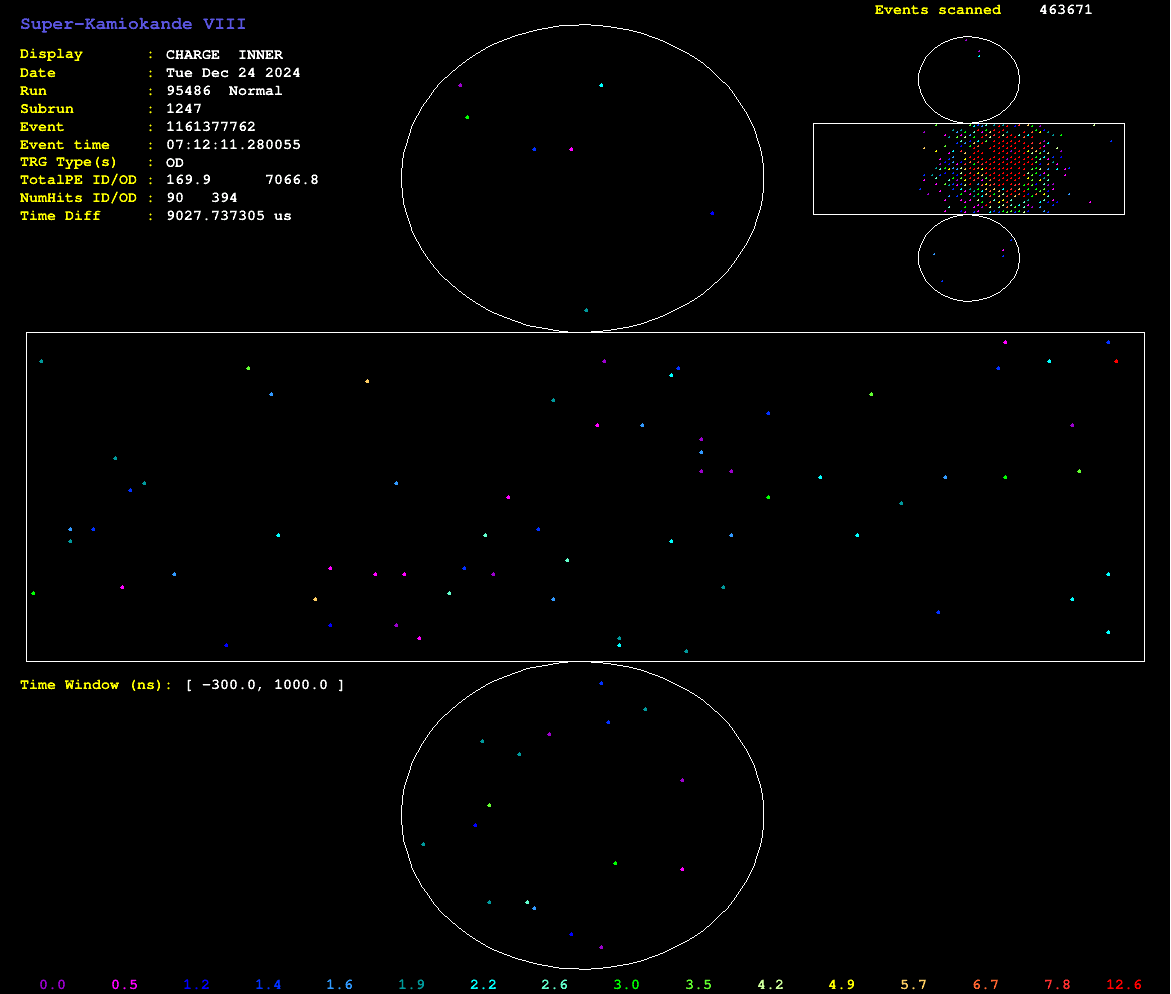 Super-Kamiokande VIII
Events scanned 463671
Display : CHARGE INNER
Date : Tue Dec 24 2024
Run : 95486 Normal
Subrun : 1247
Event : 1161377762
Event time : 07:12:11.280055
TRG Type(s) : OD
TotalPE ID/OD : 169.9 7066.8
NumHits ID/OD : 90 394
Time Diff : 9027.737305 us
Time Window (ns): [ -300.0, 1000.0 ]
0.0 0.5 1.2 1.4 1.6 1.9 2.2 2.6 3.0 3.5 4.2 4.9 5.7 6.7 7.8 12.6